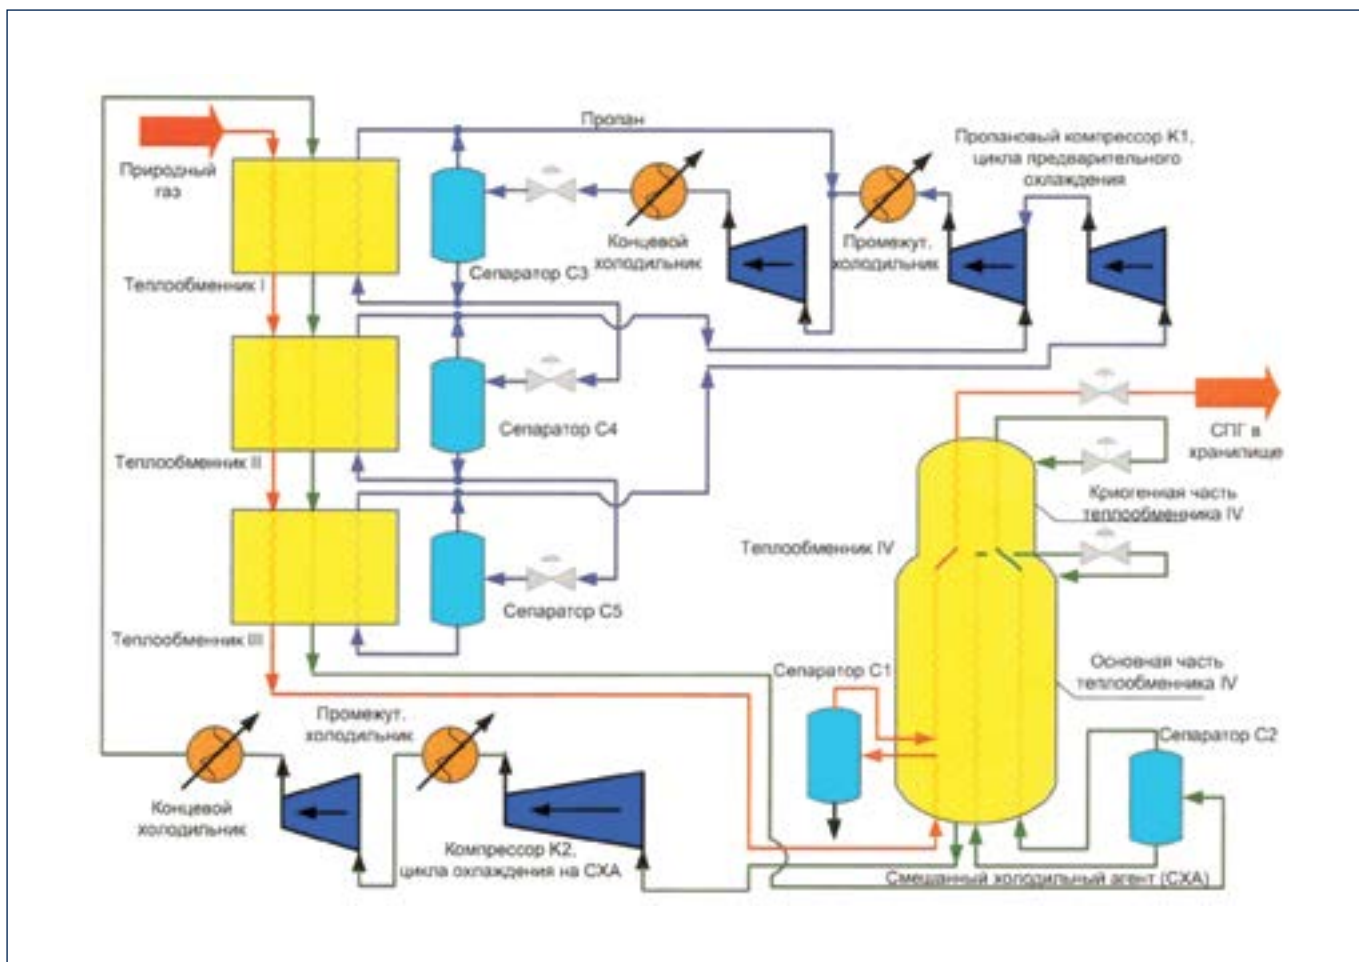 Пропан
Природный
газ
Пропановый компрессор К1,
цикла предварительного
охлаждения
Концевой
холодильник
Промежут.
холодильник
Сепаратор С3
Теплообменник I
Сепаратор С4
Теплообменник II
СПГ в
хранилище
Криогенная часть
теплообменника IV
Теплообменник IV
Сепаратор С5
Теплообменник III
Сепаратор С1
Основная часть
теплообменника IV
Промежут.
холодильник
Сепаратор С2
Концевой
холодильник
Компрессор К2,
цикла охлаждения на СХА
Смешанный холодильный агент (СХА)